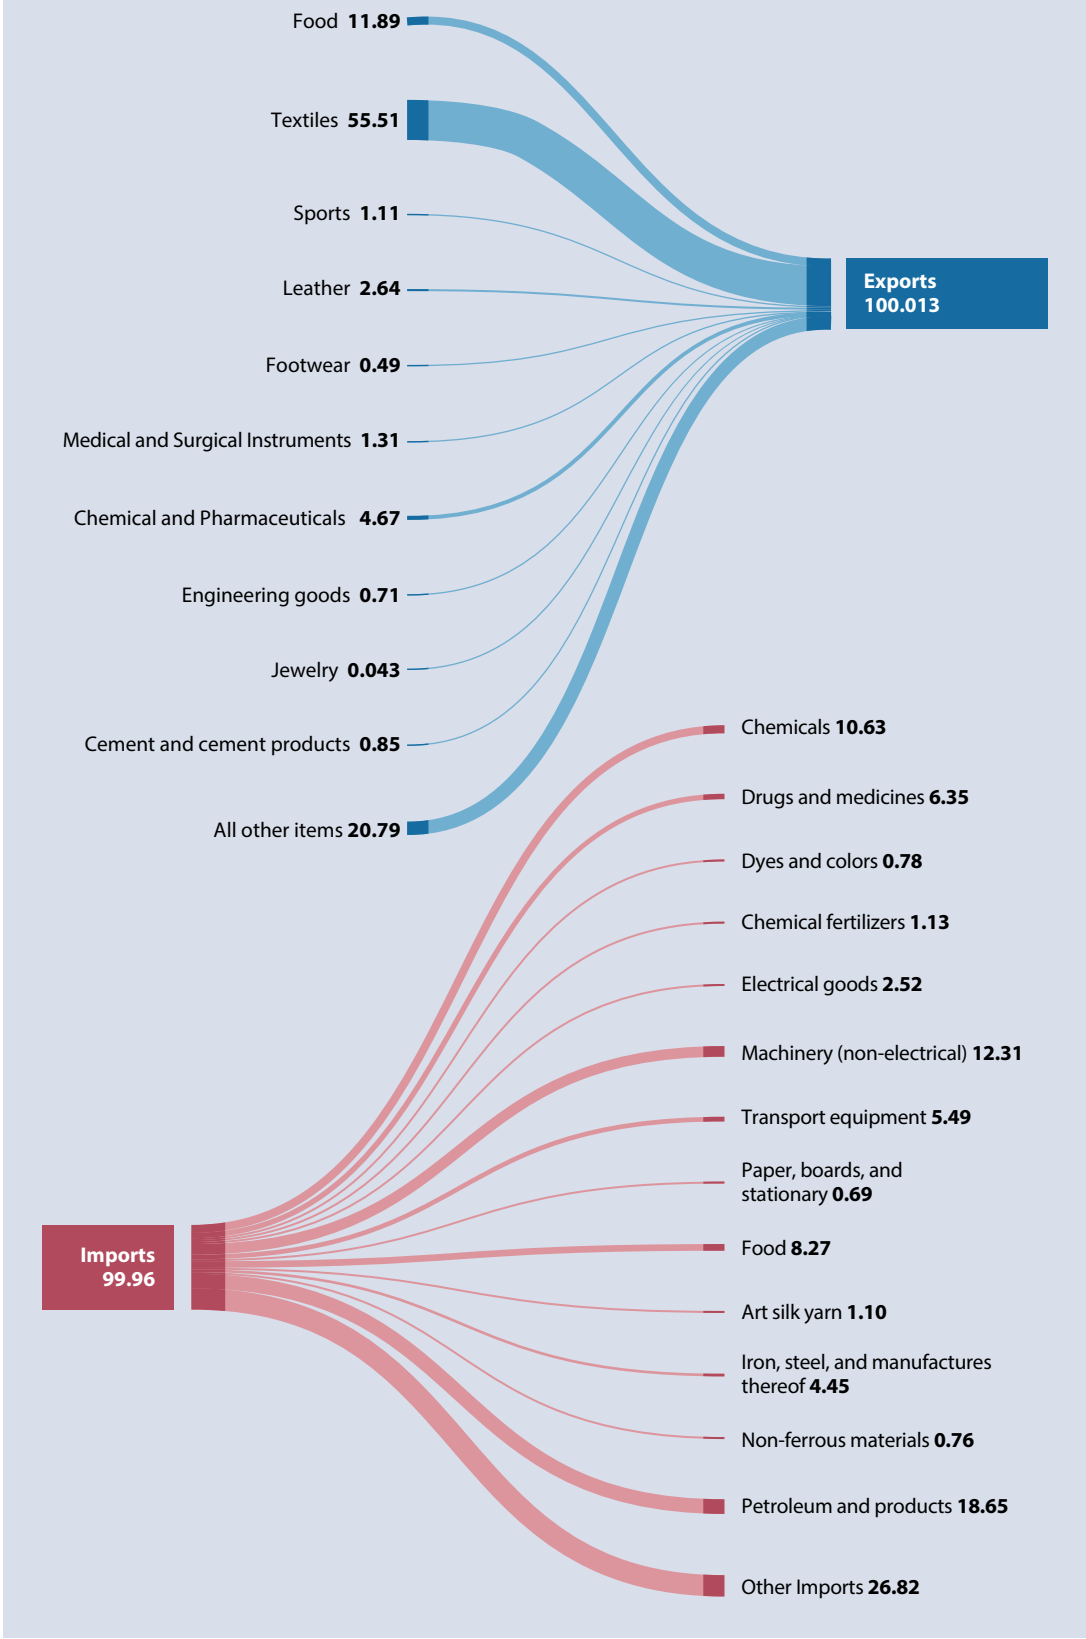 Food 11.89
Textiles 55.51
Sports 1.11
Leather 2.64
Footwear 0.49
Medical and Surgical Instruments 1.31
Chemical and Pharmaceuticals 4.67
Engineering goods 0.71
Jewelry 0.043
Cement and cement products 0.85
All other items 20.79
Exports
100.013
Chemicals 10.63
Drugs and medicines 6.35
Dyes and colors 0.78
Chemical fertilizers 1.13
Electrical goods 2.52
Machinery (non-electrical) 12.31
Transport equipment 5.49
Paper, boards, and
stationary 0.69
Food 8.27
Art silk yarn 1.10
Iron, steel, and manufactures
thereof 4.45
Non-ferrous materials 0.76
Petroleum and products 18.65
Other Imports 26.82
Imports
99.96